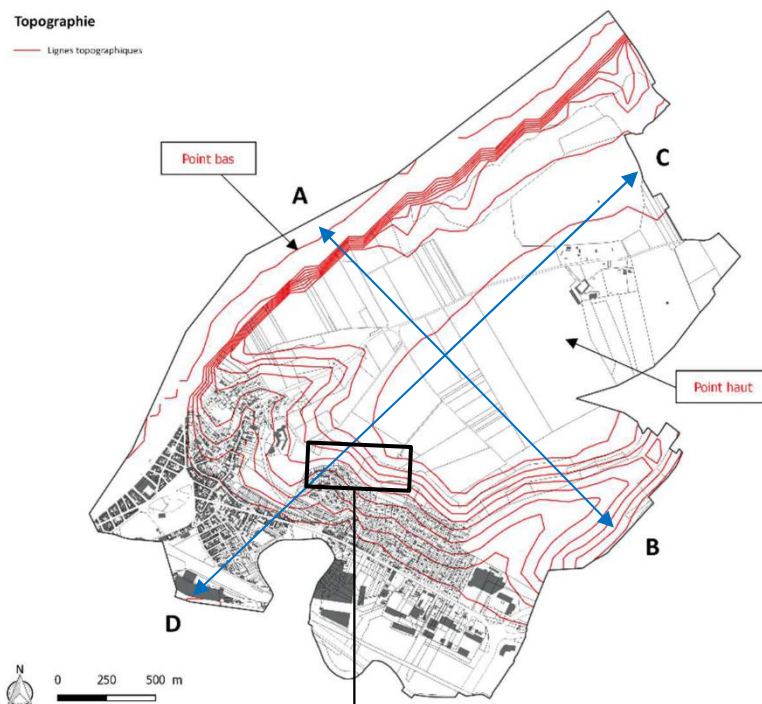 Topographie
Lignes topographiques
Point bas
A
C
Point haut
B
D
N
0 250 500 m